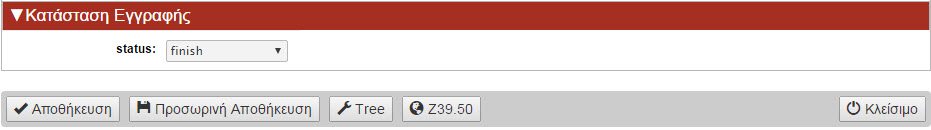 ▼Κατάσταση Εγγραφής
status: finish
Αποθήκευση Προσωρινή Αποθήκευση Tree Z39.50 Κλείσιμο